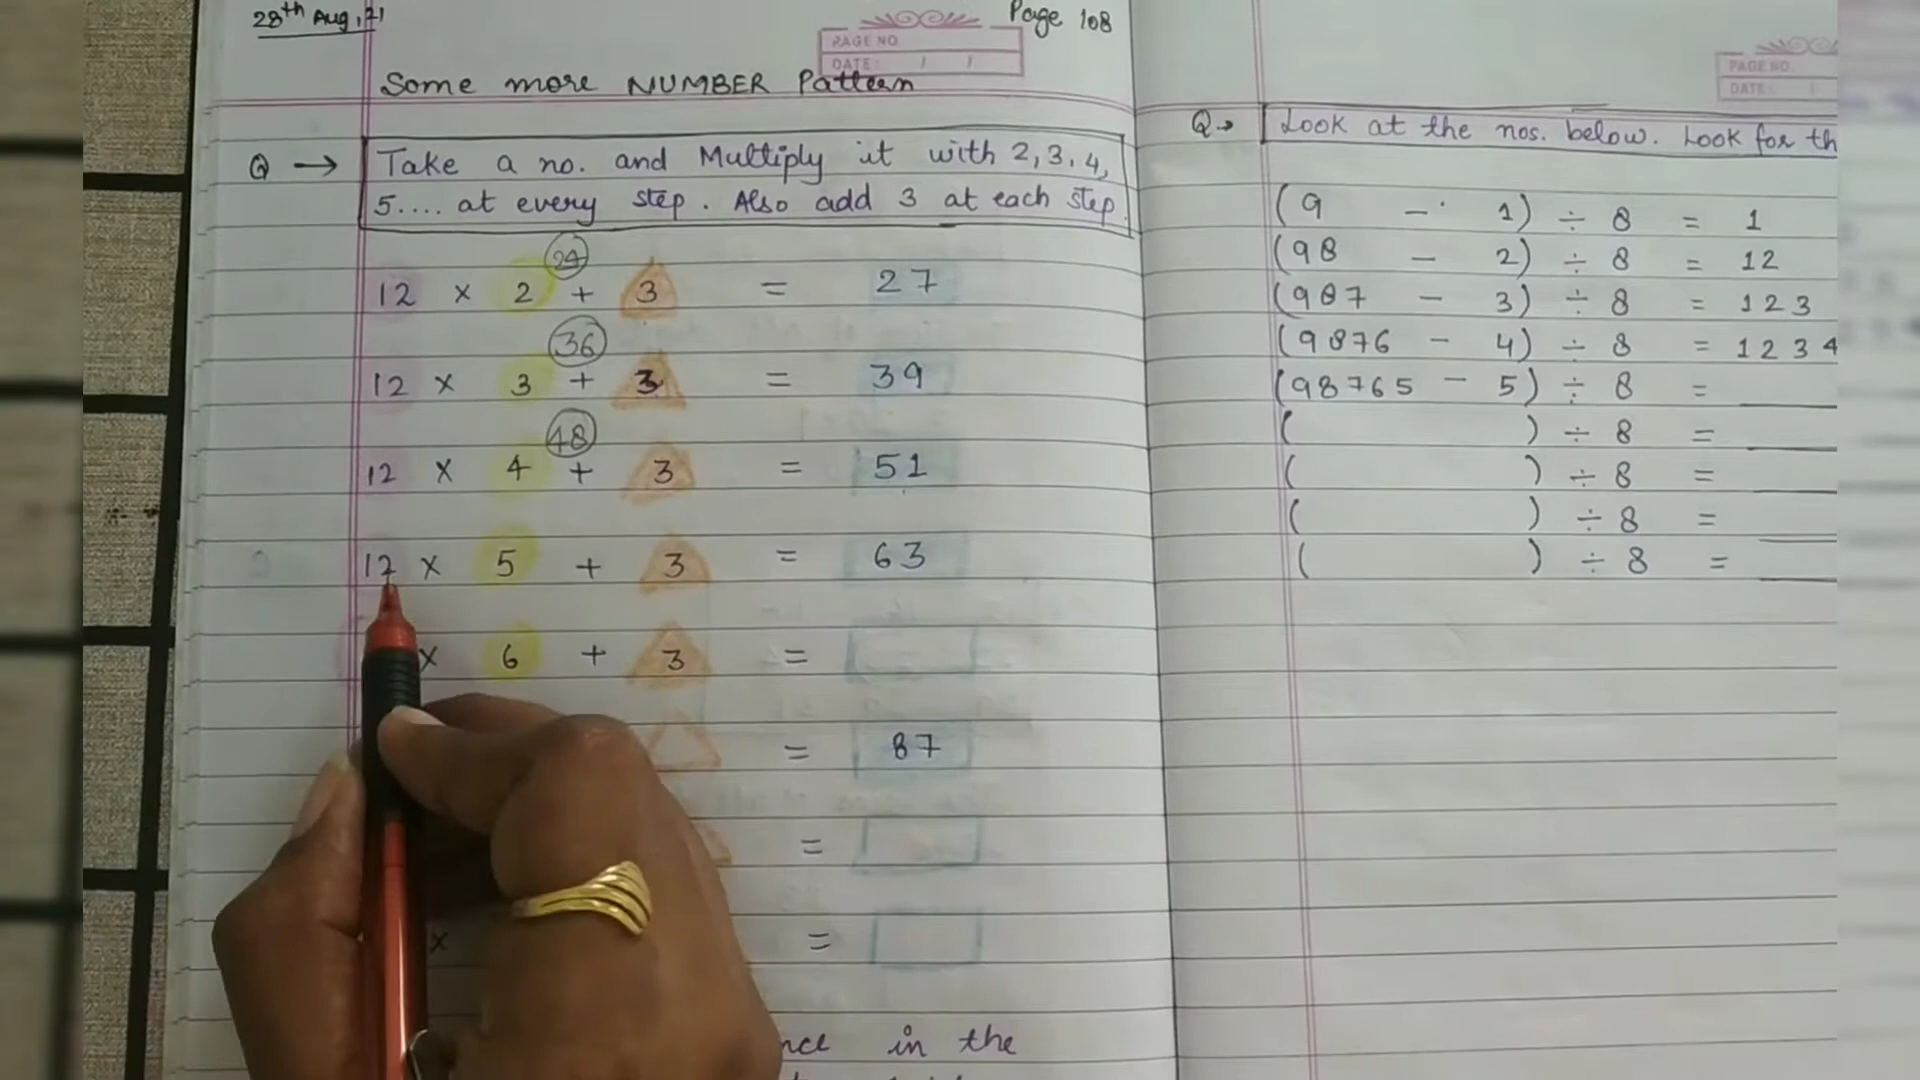 28th Aug, 21
Page 108
PAGE NO
DATE: / /
Some more NUMBER Pattern
Q → Take a no. and Multiply it with 2, 3, 4,
5.... at every step. Also add 3 at each step.
24
12 × 2 + 3 = 27
36
12 × 3 + 3 = 39
48
12 × 4 + 3 = 51
12 × 5 + 3 = 63
× 6 + 3 =
= 87
=
× =
in the
PAGE NO.
DATE: /
Q → Look at the nos. below. Look for th
(9 - 1) ÷ 8 = 1
(98 - 2) ÷ 8 = 12
(987 - 3) ÷ 8 = 123
(9876 - 4) ÷ 8 = 1234
(98765 - 5) ÷ 8 =
( ) ÷ 8 =
( ) ÷ 8 =
( ) ÷ 8 =
( ) ÷ 8 =